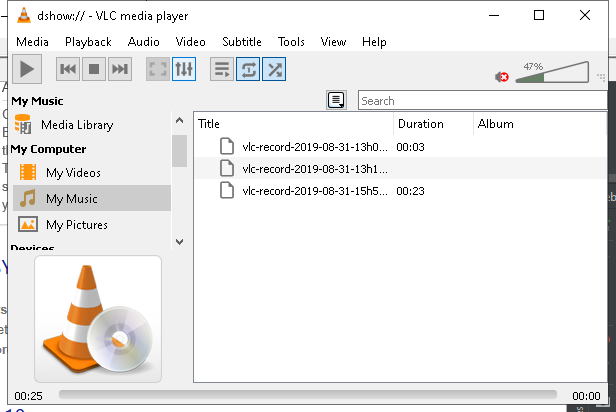 dshow:// - VLC media player
Media Playback Audio Video Subtitle Tools View Help
47%
My Music
Search
Media Library
Title Duration Album
My Computer
vlc-record-2019-08-31-13h0... 00:03
My Videos
vlc-record-2019-08-31-13h1...
My Music
vlc-record-2019-08-31-15h5... 00:23
My Pictures
Devices
00:25 00:00